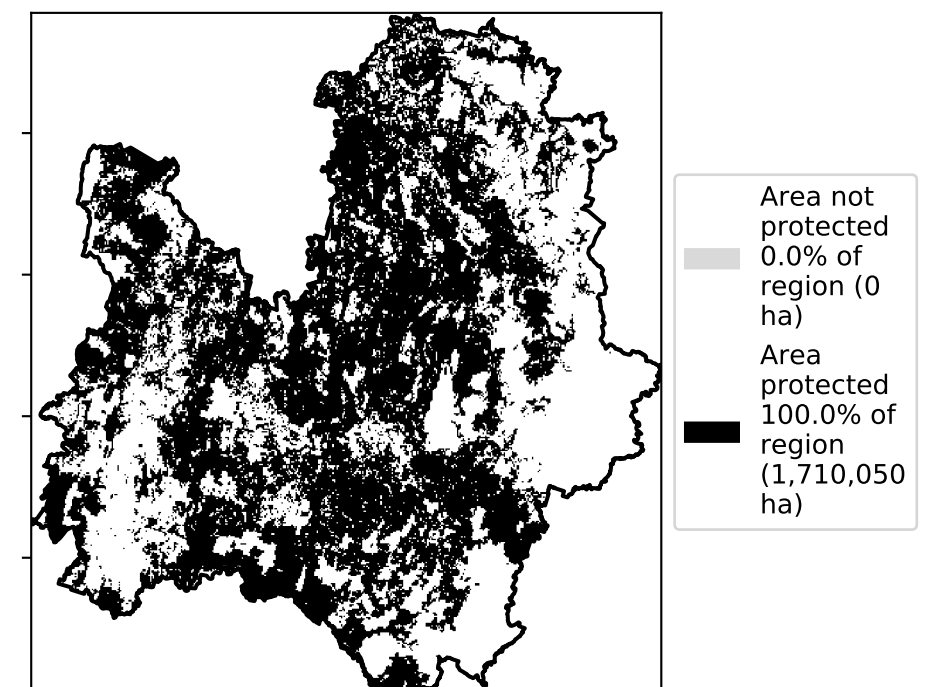 Area not
protected
0.0% of
region (0
ha)
Area
protected
100.0% of
region
(1,710,050
ha)